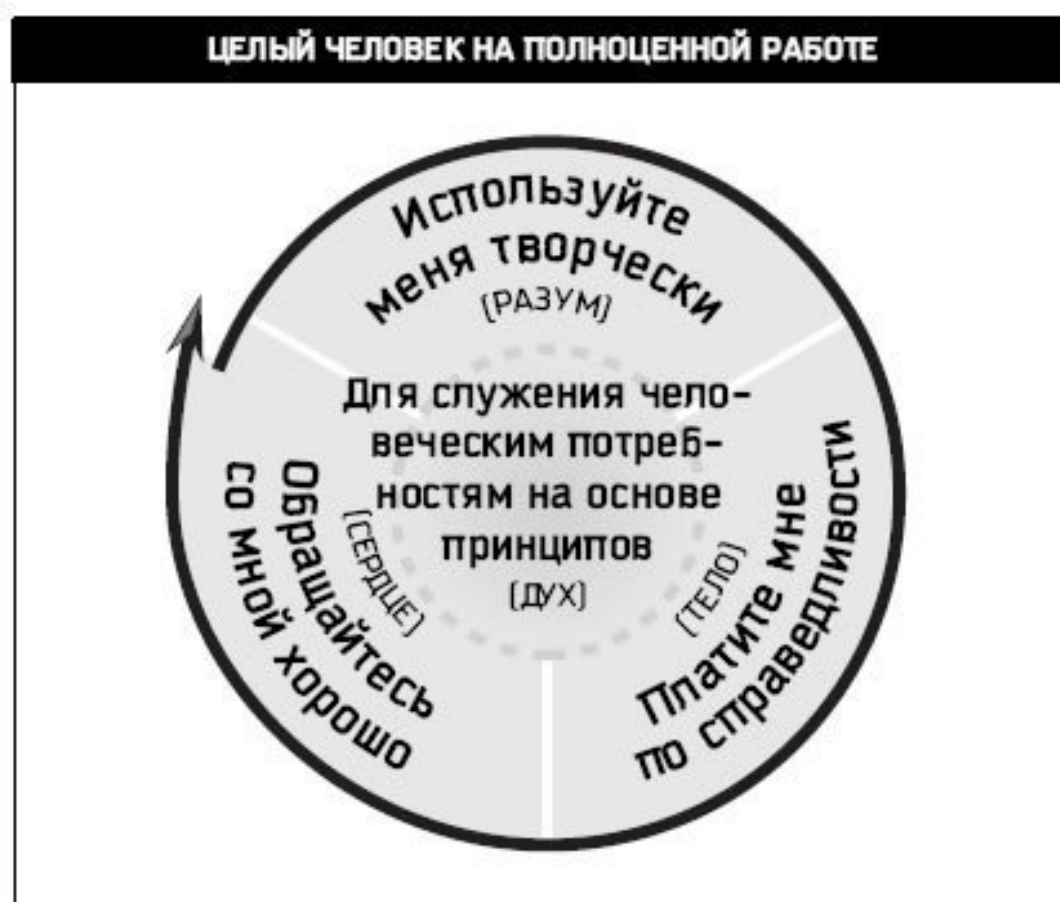 ЦЕЛЫЙ ЧЕЛОВЕК НА ПОЛНОЦЕННОЙ РАБОТЕ
Используйте
меня творчески
(РАЗУМ)
Для служения чело-
веческим потреб-
ностям на основе
принципов
(ДУХ)
Обращайтесь
со мной хорошо
(СЕРДЦЕ)
(ТЕЛО)
Платите мне
по справедливости